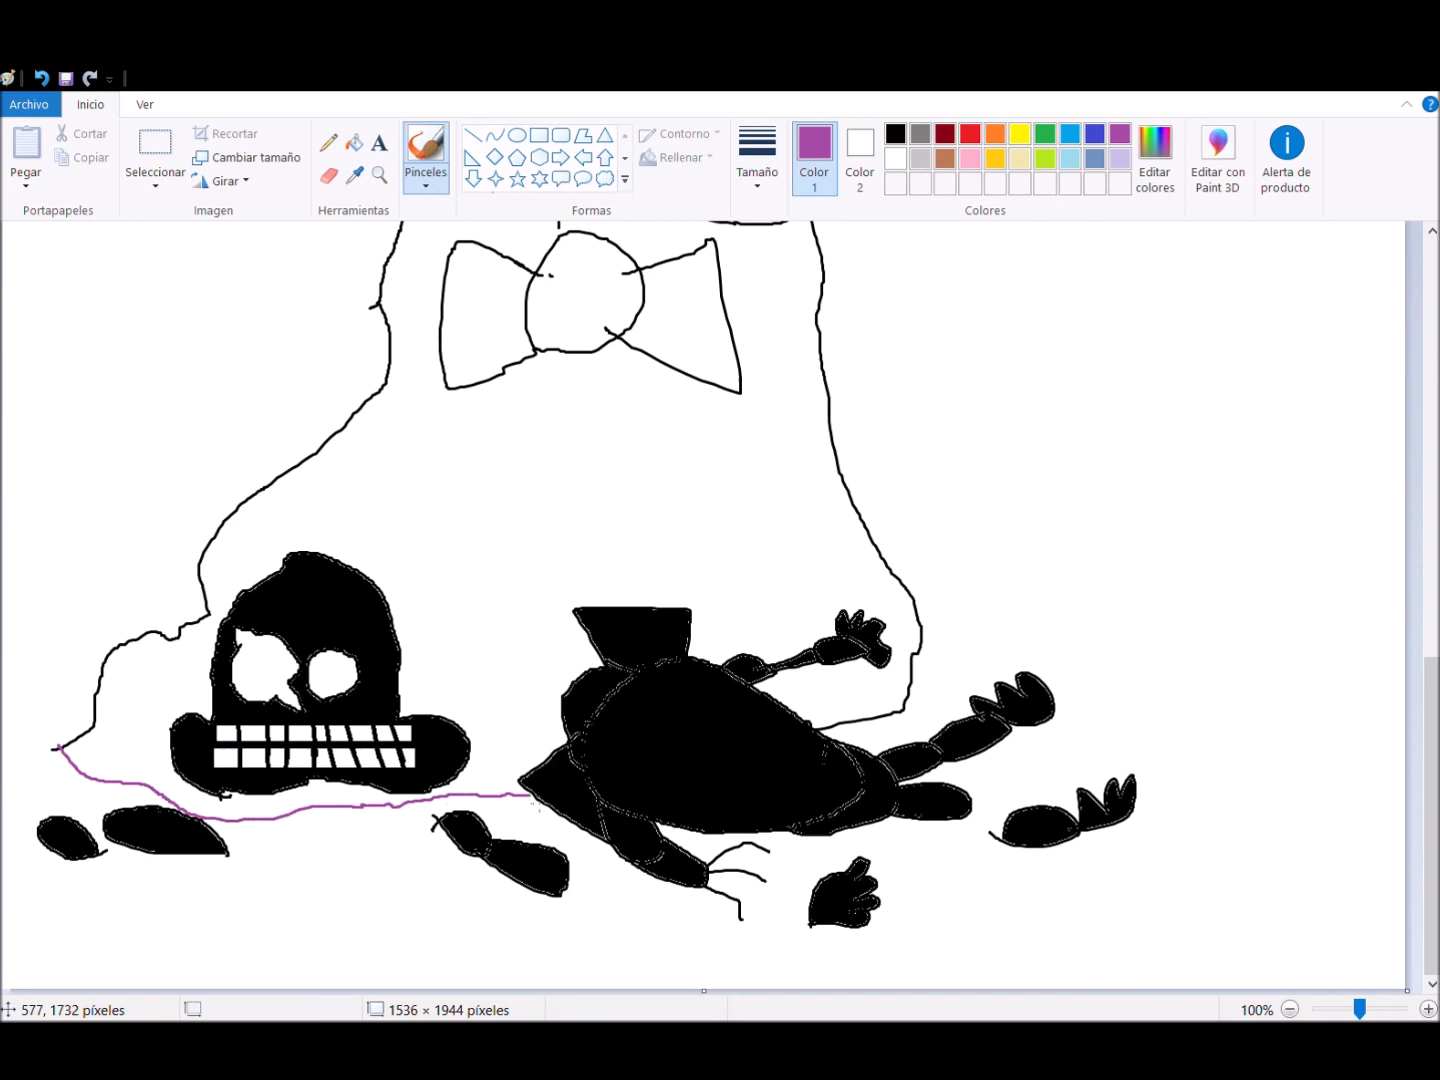 Archivo Inicio Ver
Pegar
Cortar
Copiar
Portapapeles
Seleccionar
Recortar
Cambiar tamaño
Girar
Imagen
A
Herramientas
Pinceles
Contorno
Rellenar
Formas
Tamaño
Color
1
Color
2
Editar
colores
Colores
Editar con
Paint 3D
Alerta de
producto
577, 1732 píxeles
1536 × 1944 píxeles
100%